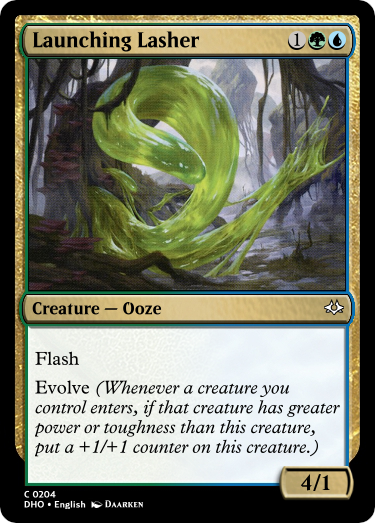 Launching Lasher 1
Creature — Ooze
Flash
Evolve (Whenever a creature you
control enters, if that creature has greater
power or toughness than this creature,
put a +1/+1 counter on this creature.)
4/1
C 0204
DHO • English Daarken